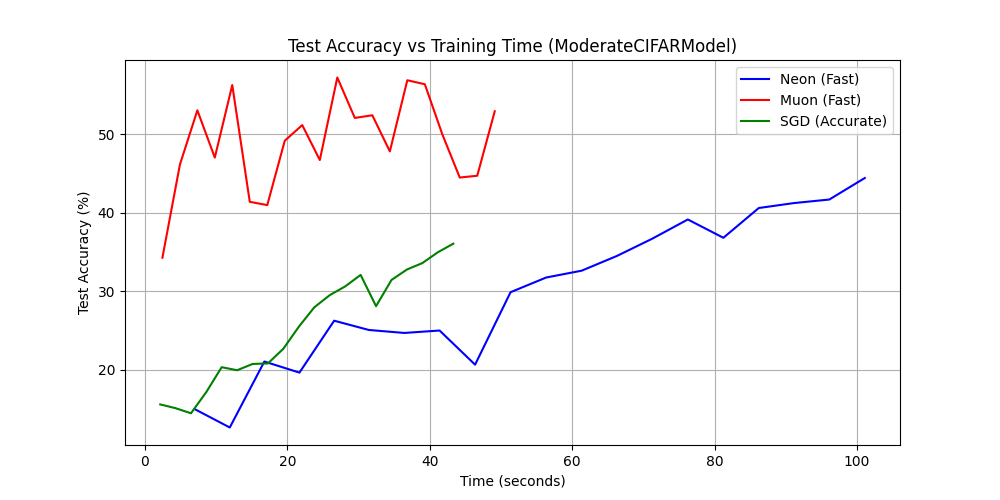 Test Accuracy vs Training Time (ModerateCIFARModel)
Neon (Fast)
Muon (Fast)
SGD (Accurate)
Test Accuracy (%)
50
40
30
20
0 20 40 60 80 100
Time (seconds)